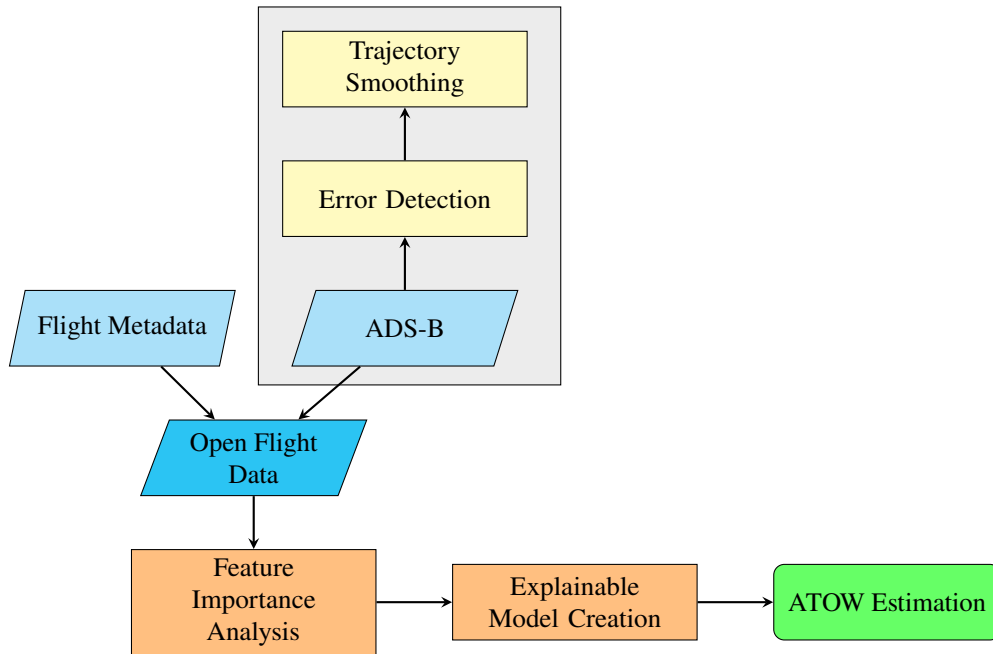 Trajectory
Smoothing
Error Detection
Flight Metadata
ADS-B
Open Flight
Data
Feature
Importance
Analysis
Explainable
Model Creation
ATOW Estimation